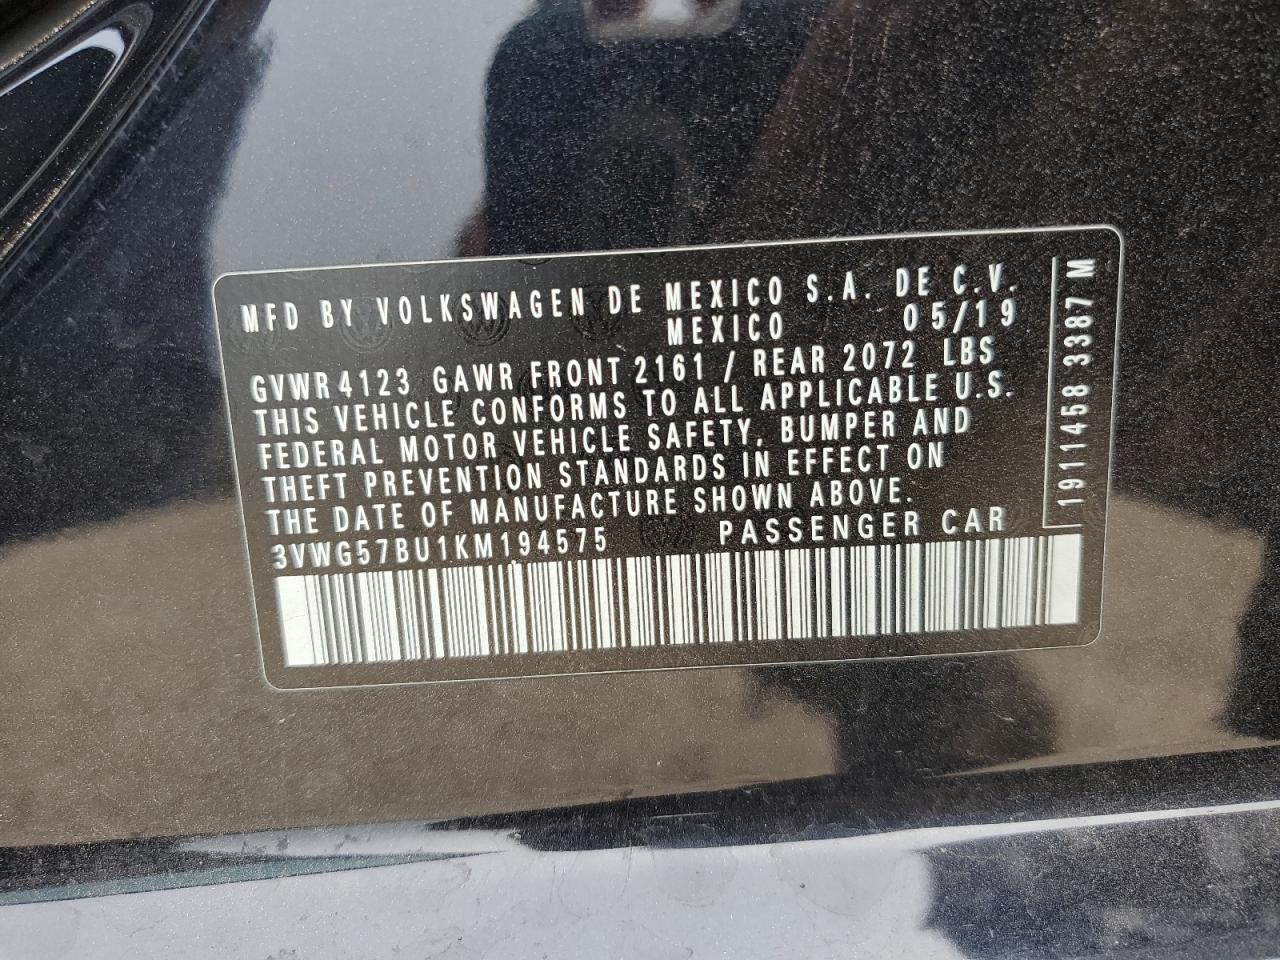 MFD BY VOLKSWAGEN DE MEXICO S.A. DE C.V.
MEXICO 05/19
GVWR 4123 GAWR FRONT 2161 / REAR 2072 LBS
THIS VEHICLE CONFORMS TO ALL APPLICABLE U.S.
FEDERAL MOTOR VEHICLE SAFETY, BUMPER AND
THEFT PREVENTION STANDARDS IN EFFECT ON
THE DATE OF MANUFACTURE SHOWN ABOVE.
3VWG57BU1KM194575 PASSENGER CAR
1911458 3387 M